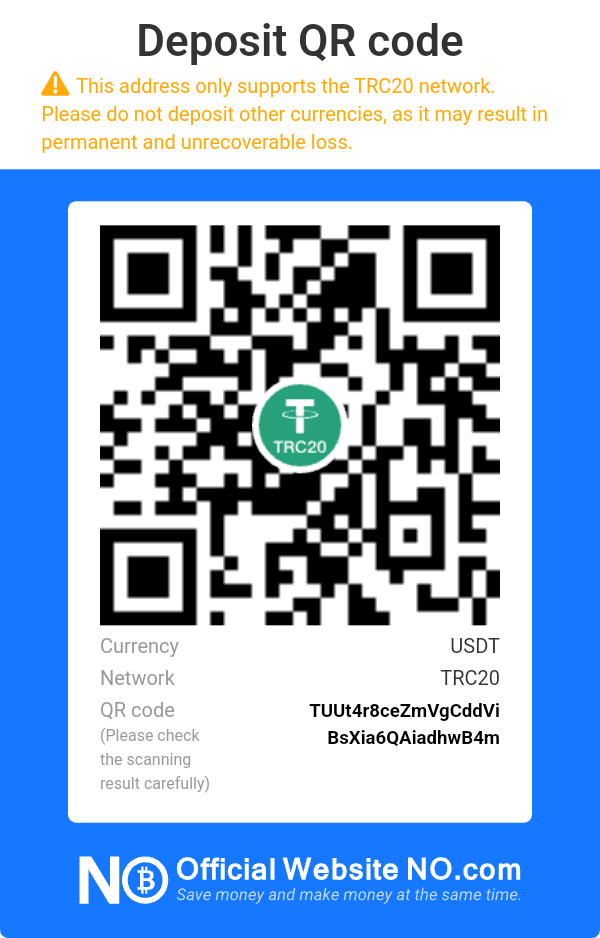 Deposit QR code
This address only supports the TRC20 network.
Please do not deposit other currencies, as it may result in
permanent and unrecoverable loss.
TRC20
Currency USDT
Network TRC20
QR code TUUt4r8ceZmVgCddVi
(Please check BsXia6QAiadhwB4m
the scanning
result carefully)
NO Official Website NO.com
Save money and make money at the same time.